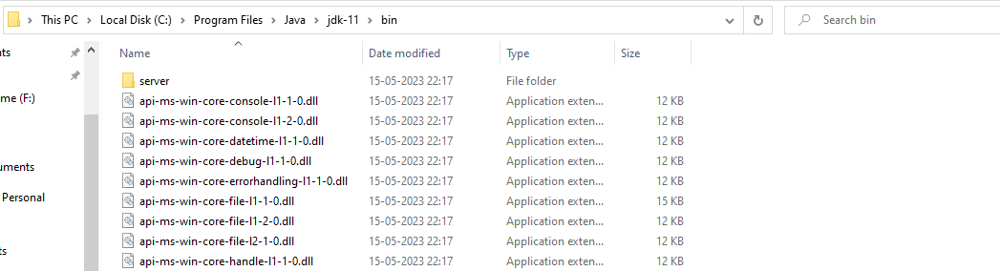 This PC > Local Disk (C:) > Program Files > Java > jdk-11 > bin
Search bin
Name Date modified Type Size
nts
me (F:)
uments
Personal
ts
server 15-05-2023 22:17 File folder
api-ms-win-core-console-l1-1-0.dll 15-05-2023 22:17 Application exten... 12 KB
api-ms-win-core-console-l1-2-0.dll 15-05-2023 22:17 Application exten... 12 KB
api-ms-win-core-datetime-l1-1-0.dll 15-05-2023 22:17 Application exten... 12 KB
api-ms-win-core-debug-l1-1-0.dll 15-05-2023 22:17 Application exten... 12 KB
api-ms-win-core-errorhandling-l1-1-0.dll 15-05-2023 22:17 Application exten... 12 KB
api-ms-win-core-file-l1-1-0.dll 15-05-2023 22:17 Application exten... 15 KB
api-ms-win-core-file-l1-2-0.dll 15-05-2023 22:17 Application exten... 12 KB
api-ms-win-core-file-l2-1-0.dll 15-05-2023 22:17 Application exten... 12 KB
api-ms-win-core-handle-l1-1-0.dll 15-05-2023 22:17 Application exten... 12 KB